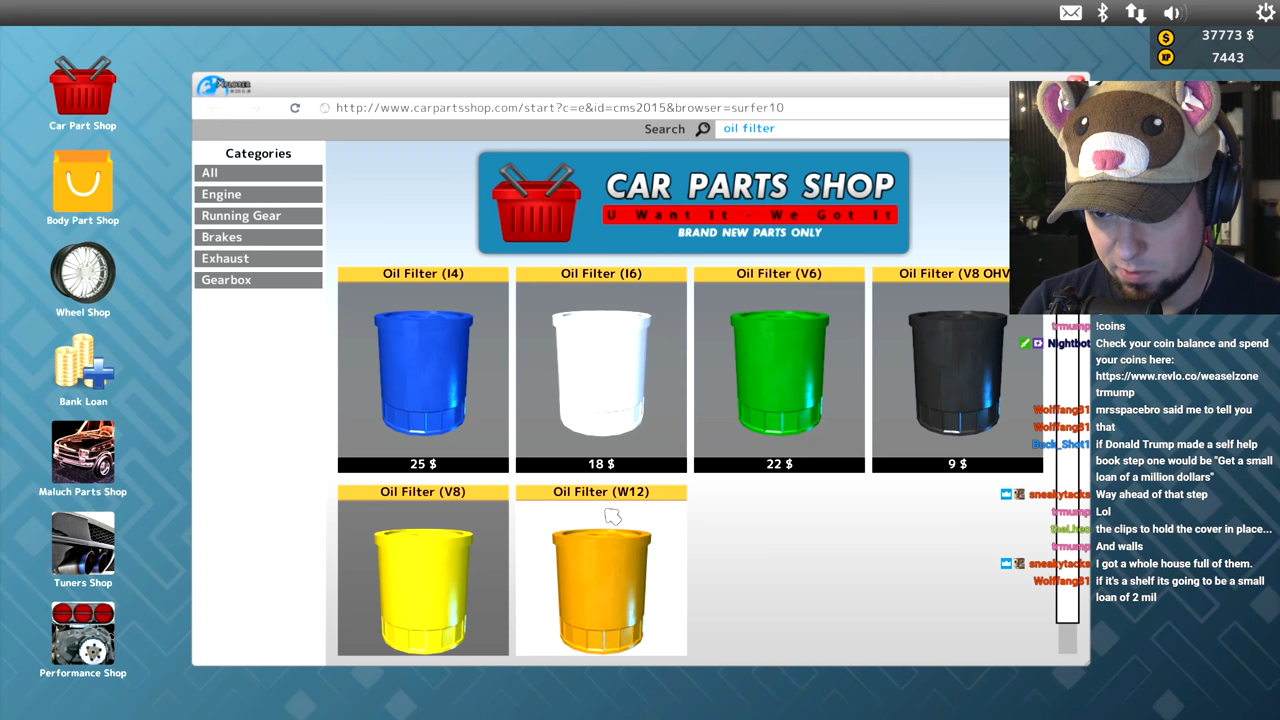 37773 $
7443
XPLORER
http://www.carpartsshop.com/start?c=e&id=cms2015&browser=surfer10
Search oil filter
Car Part Shop
Body Part Shop
Wheel Shop
Bank Loan
Maluch Parts Shop
Tuners Shop
Performance Shop
Categories
All
Engine
Running Gear
Brakes
Exhaust
Gearbox
CAR PARTS SHOP
U Want It - We Got It
BRAND NEW PARTS ONLY
Oil Filter (I4)
25 $
Oil Filter (I6)
18 $
Oil Filter (V6)
22 $
Oil Filter (V8 OHV
9 $
Oil Filter (V8)
Oil Filter (W12)
trmump !coins
Nightbot Check your coin balance and spend
your coins here:
https://www.revlo.co/weaselzone
trmump
Wolffang81 mrsspacebro said me to tell you
Wolffang81 that
Buck_Shot1 if Donald Trump made a self help
book step one would be "Get a small
loan of a million dollars"
sneakytacks Way ahead of that step
trmump Lol
the clips to hold the cover in place...
trmump And walls
sneakytacks I got a whole house full of them.
Wolffang81 if it's a shelf its going to be a small
loan of 2 mil